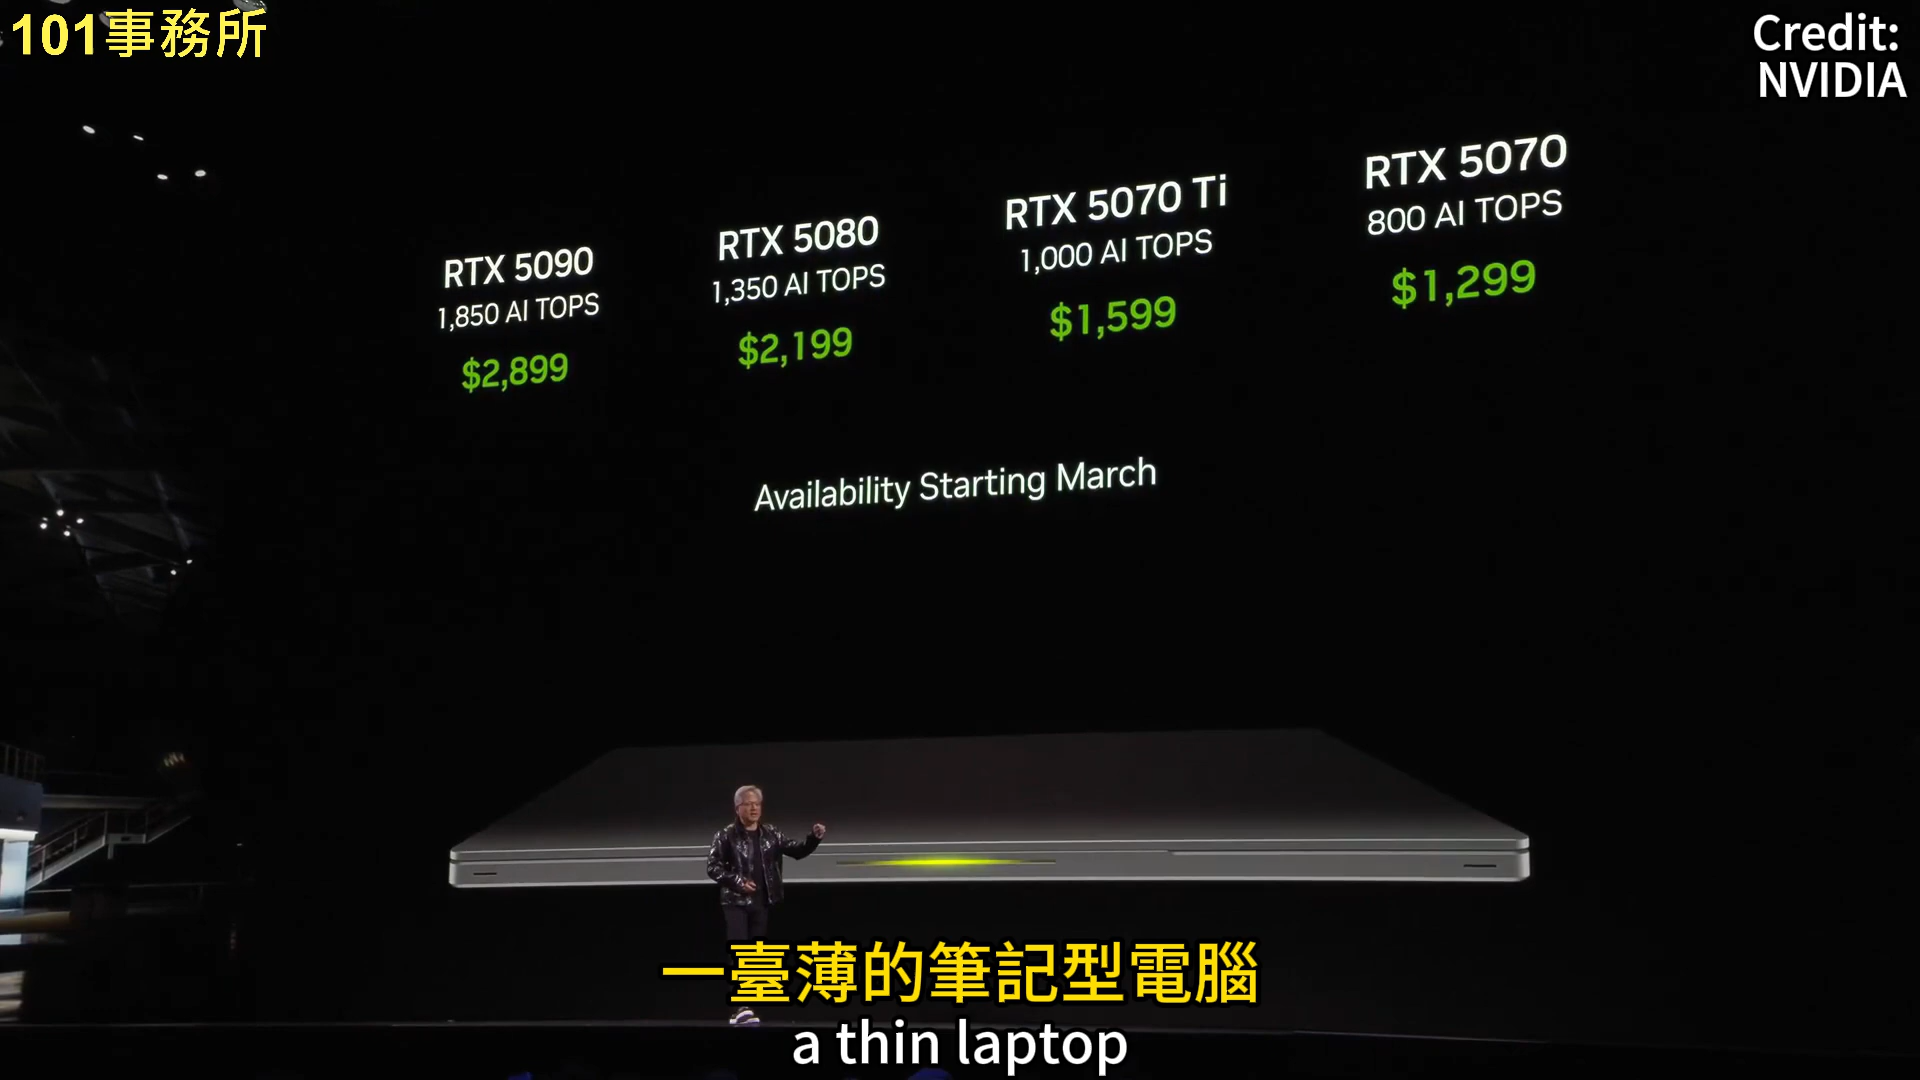 101事務所
Credit:
NVIDIA
RTX 5090
1,850 AI TOPS
$2,899
RTX 5080
1,350 AI TOPS
$2,199
RTX 5070 Ti
1,000 AI TOPS
$1,599
RTX 5070
800 AI TOPS
$1,299
Availability Starting March
一臺薄的筆記型電腦
a thin laptop